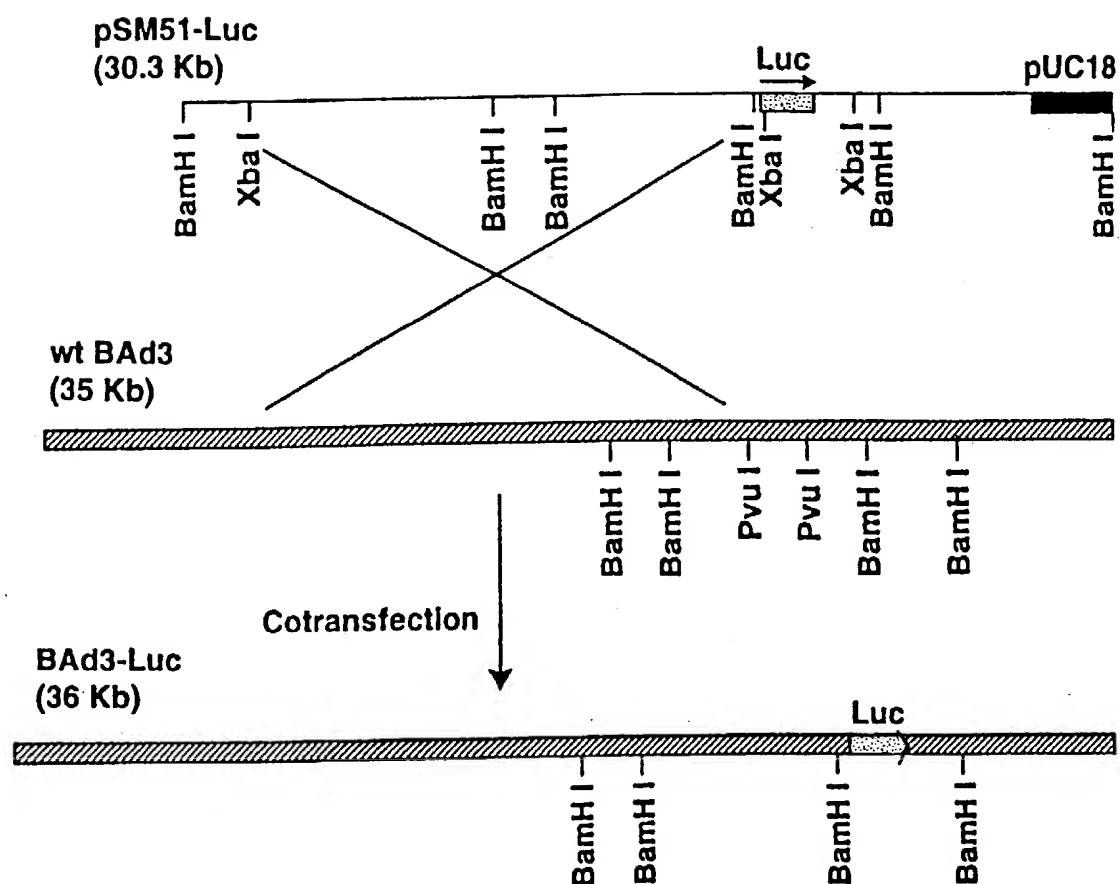 pSM51-Luc
(30.3 Kb)
Luc
pUC18
BamH I
Xba I
BamH I
BamH I
BamH I
Xba I
Xba I
BamH I
BamH I
wt BAd3
(35 Kb)
BamH I
BamH I
Pvu I
Pvu I
BamH I
BamH I
Cotransfection
BAd3-Luc
(36 Kb)
Luc
BamH I
BamH I
BamH I
BamH I